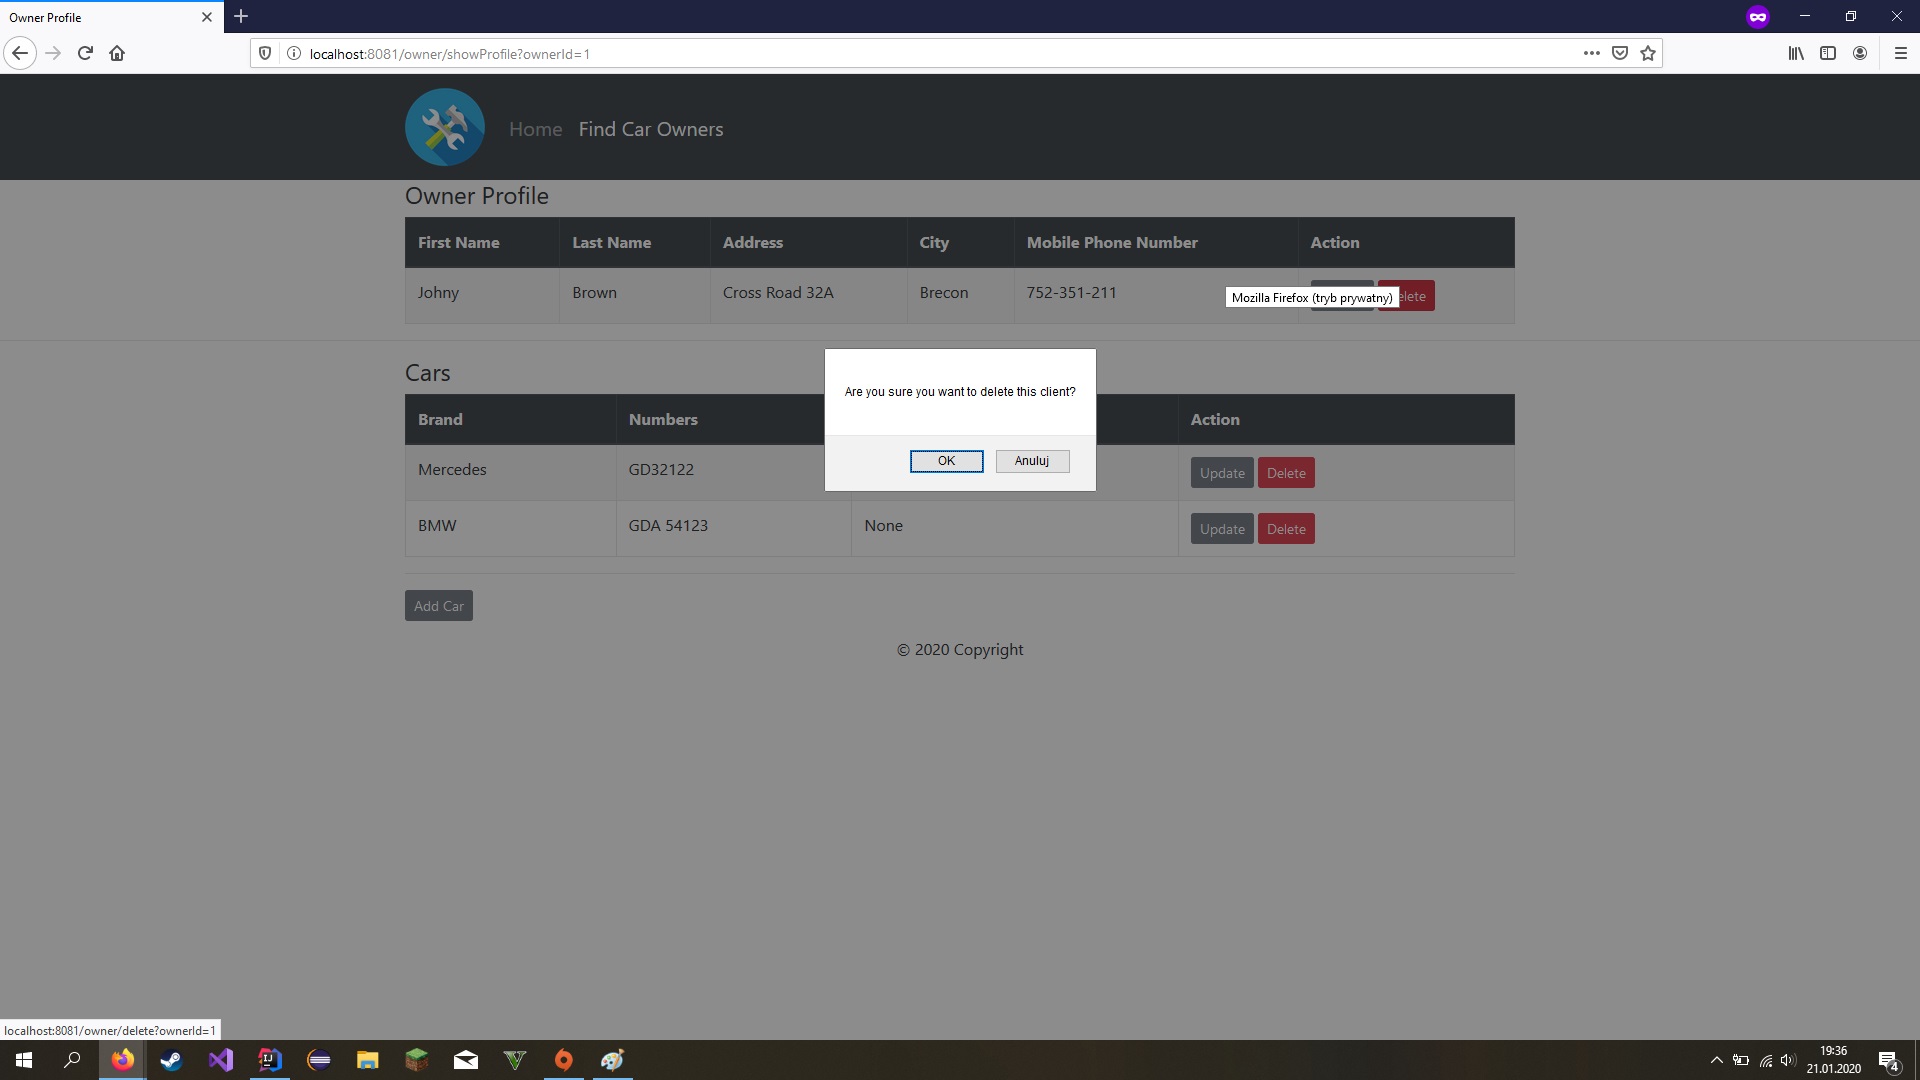 Owner Profile
localhost:8081/owner/showProfile?ownerId=1
Home Find Car Owners
Owner Profile
First Name Last Name Address City Mobile Phone Number Action
Johny Brown Cross Road 32A Brecon 752-351-211 elete
Mozilla Firefox (tryb prywatny)
Cars
Brand Numbers Action
Mercedes GD32122 Update Delete
BMW GDA 54123 None Update Delete
Are you sure you want to delete this client?
OK Anuluj
Add Car
© 2020 Copyright
localhost:8081/owner/delete?ownerId=1
19:36
21.01.2020
4